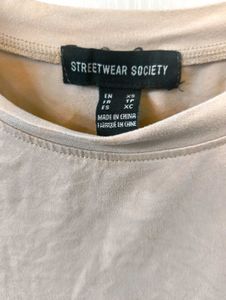 STREETWEAR SOCIETY
EN XS
FR TP
ES XC
MADE IN CHINA
FABRIQUÉ EN CHINE